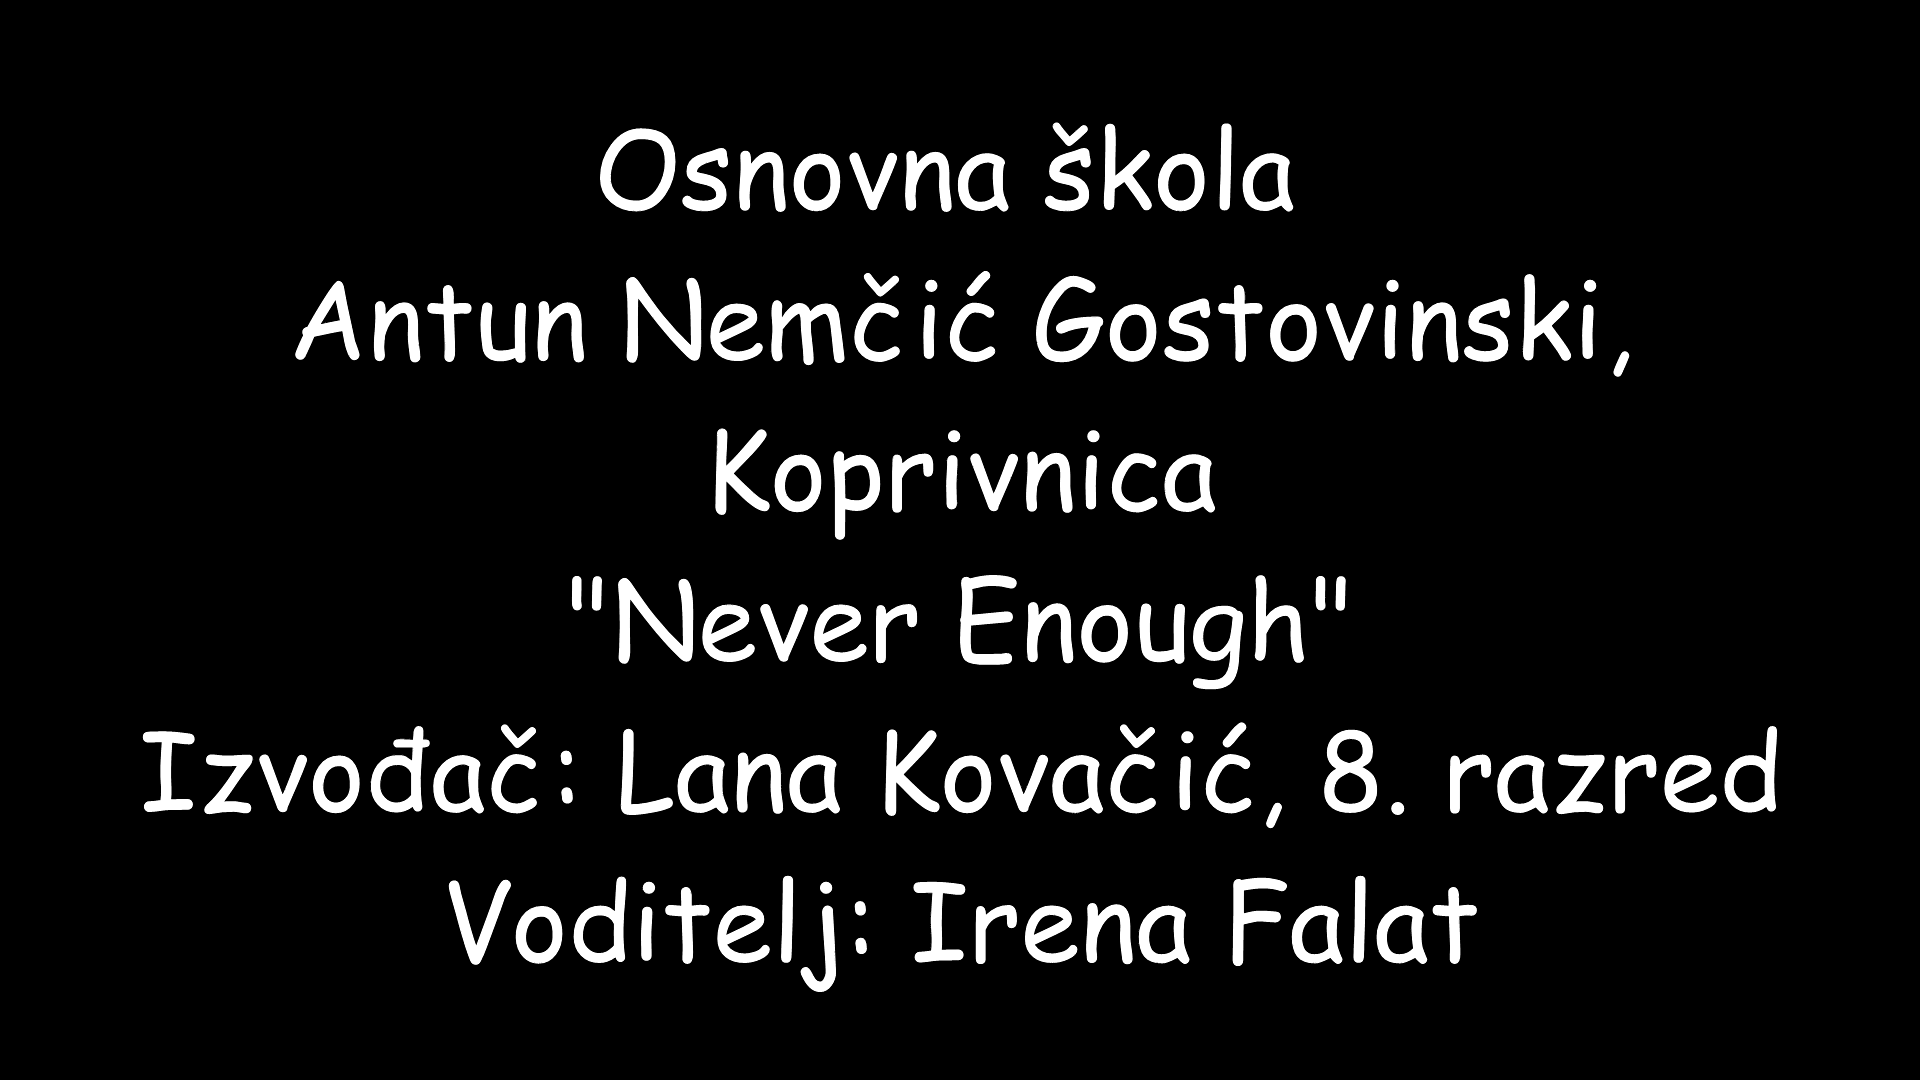 Osnovna škola
Antun Nemčić Gostovinski,
Koprivnica
"Never Enough"
Izvođač: Lana Kovačić, 8. razred
Voditelj: Irena Falat